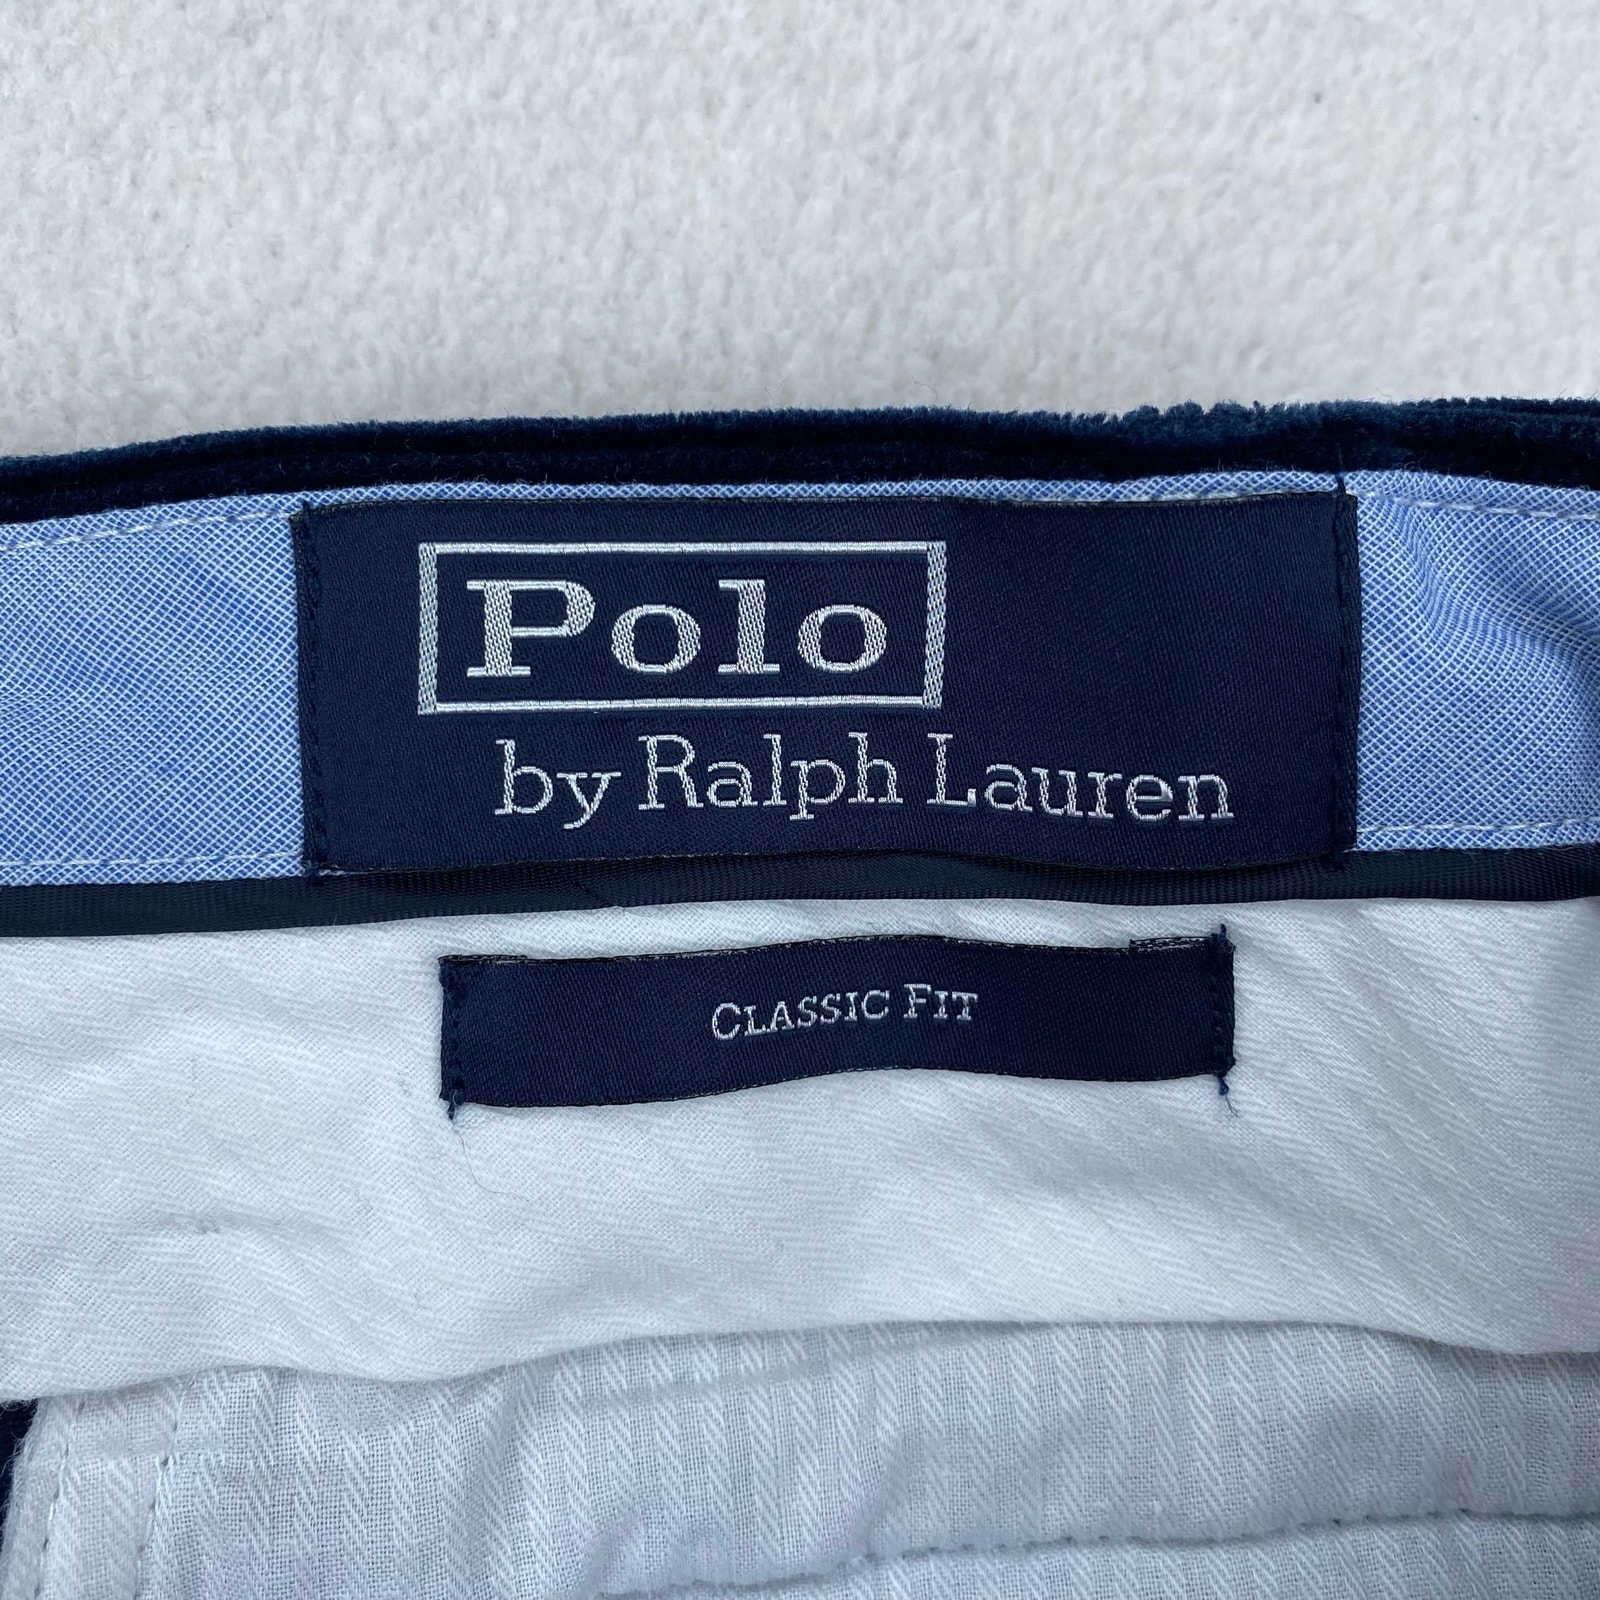 Polo
by Ralph Lauren
Classic Fit